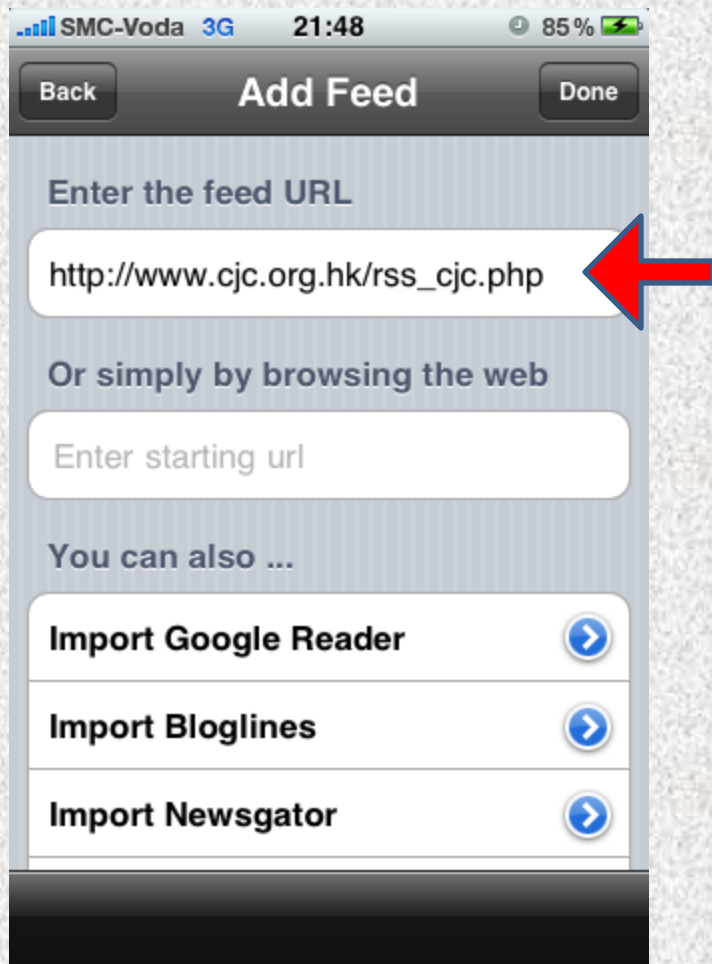 SMC-Voda 3G 21:48 85%
Back Add Feed Done
Enter the feed URL
http://www.cjc.org.hk/rss_cjc.php
Or simply by browsing the web
Enter starting url
You can also ...
Import Google Reader
Import Bloglines
Import Newsgator